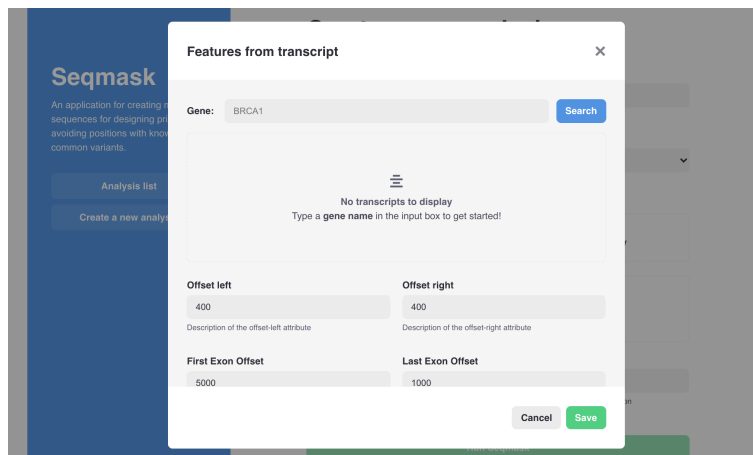 Seqmask
An application for creating
sequences for designing
avoiding positions with
common variants.
Analysis list
Create a new
Features from transcript
×
Gene:
BRCA1
Search
No transcripts to display
Type a gene name in the input box to get started!
Offset left
Offset right
400
400
Description of the offset-left attribute
Description of the offset-right attribute
First Exon Offset
Last Exon Offset
5000
1000
Cancel
Save